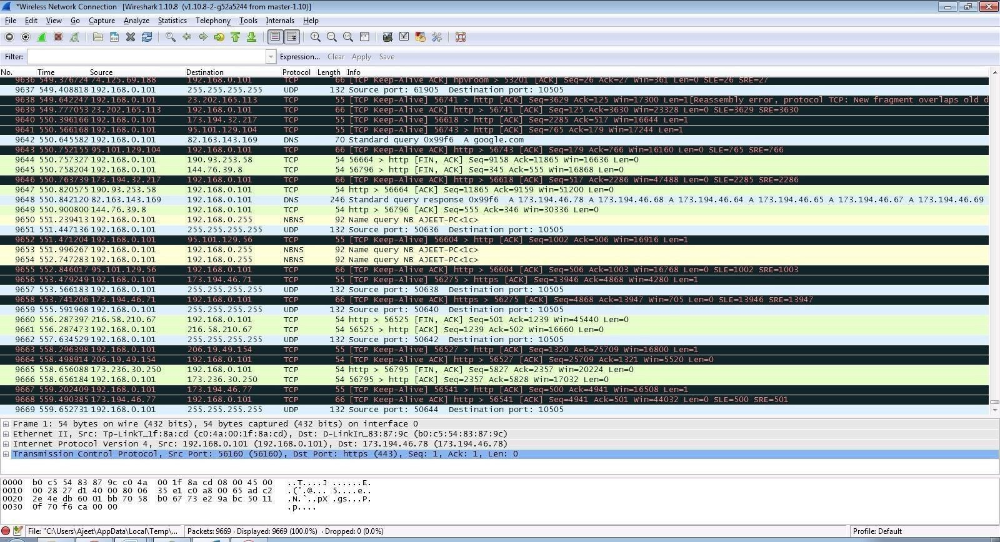 *Wireless Network Connection [Wireshark 1.10.8 (v1.10.8-2-g52a5244 from master-1.10)]
File Edit View Go Capture Analyze Statistics Telephony Tools Internals Help
Filter: Expression... Clear Apply Save
No. Time Source Destination Protocol Length Info
9636 549.376724 74.125.69.188 192.168.0.101 TCP 66 [TCP Keep-Alive ACK] hpvroom > 53201 [ACK] Seq=26 Ack=27 Win=361 Len=0 SLE=26 SRE=27
9637 549.408818 192.168.0.101 255.255.255.255 UDP 132 Source port: 61905 Destination port: 10505
9638 549.642247 192.168.0.101 23.202.165.113 TCP 55 [TCP Keep-Alive] 56741 > http [ACK] Seq=3629 Ack=125 Win=17300 Len=1[Reassembly error, protocol TCP: New fragment overlaps old d
9639 549.777053 23.202.165.113 192.168.0.101 TCP 66 [TCP Keep-Alive ACK] http > 56741 [ACK] Seq=125 Ack=3630 Win=23328 Len=0 SLE=3629 SRE=3630
9640 550.396166 192.168.0.101 173.194.32.217 TCP 55 [TCP Keep-Alive] 56618 > http [ACK] Seq=2285 Ack=517 Win=16644 Len=1
9641 550.566168 192.168.0.101 95.101.129.104 TCP 55 [TCP Keep-Alive] 56743 > http [ACK] Seq=765 Ack=179 Win=17244 Len=1
9642 550.645582 192.168.0.101 82.163.143.169 DNS 70 Standard query 0x99f6 A google.com
9643 550.752155 95.101.129.104 192.168.0.101 TCP 66 [TCP Keep-Alive ACK] http > 56743 [ACK] Seq=179 Ack=766 Win=16160 Len=0 SLE=765 SRE=766
9644 550.757327 192.168.0.101 190.93.253.58 TCP 54 56664 > http [FIN, ACK] Seq=9158 Ack=11865 Win=16636 Len=0
9645 550.758204 192.168.0.101 144.76.39.8 TCP 54 56796 > http [FIN, ACK] Seq=345 Ack=555 Win=16868 Len=0
9646 550.763739 173.194.32.217 192.168.0.101 TCP 66 [TCP Keep-Alive ACK] http > 56618 [ACK] Seq=517 Ack=2286 Win=47488 Len=0 SLE=2285 SRE=2286
9647 550.820575 190.93.253.58 192.168.0.101 TCP 54 http > 56664 [ACK] Seq=11865 Ack=9159 Win=51200 Len=0
9648 550.842120 82.163.143.169 192.168.0.101 DNS 246 Standard query response 0x99f6 A 173.194.46.78 A 173.194.46.68 A 173.194.46.64 A 173.194.46.65 A 173.194.46.67 A 173.194.46.69
9649 550.900800 144.76.39.8 192.168.0.101 TCP 54 http > 56796 [ACK] Seq=555 Ack=346 Win=30336 Len=0
9650 551.239413 192.168.0.101 192.168.0.255 NBNS 92 Name query NB AJEET-PC<1c>
9651 551.447136 192.168.0.101 255.255.255.255 UDP 132 Source port: 50636 Destination port: 10505
9652 551.471204 192.168.0.101 95.101.129.56 TCP 55 [TCP Keep-Alive] 56604 > http [ACK] Seq=1002 Ack=506 Win=16916 Len=1
9653 551.996267 192.168.0.101 192.168.0.255 NBNS 92 Name query NB AJEET-PC<1c>
9654 552.747283 192.168.0.101 192.168.0.255 NBNS 92 Name query NB AJEET-PC<1c>
9655 552.846017 95.101.129.56 192.168.0.101 TCP 66 [TCP Keep-Alive ACK] http > 56604 [ACK] Seq=506 Ack=1003 Win=16768 Len=0 SLE=1002 SRE=1003
9656 553.479249 192.168.0.101 173.194.46.71 TCP 55 [TCP Keep-Alive] 56275 > https [ACK] Seq=13946 Ack=4868 Win=4280 Len=1
9657 553.566183 192.168.0.101 255.255.255.255 UDP 132 Source port: 50638 Destination port: 10505
9658 553.741206 173.194.46.71 192.168.0.101 TCP 66 [TCP Keep-Alive ACK] https > 56275 [ACK] Seq=4868 Ack=13947 Win=705 Len=0 SLE=13946 SRE=13947
9659 555.591968 192.168.0.101 255.255.255.255 UDP 132 Source port: 50640 Destination port: 10505
9660 556.287397 216.58.210.67 192.168.0.101 TCP 54 http > 56525 [FIN, ACK] Seq=501 Ack=1239 Win=45440 Len=0
9661 556.287473 192.168.0.101 216.58.210.67 TCP 54 56525 > http [ACK] Seq=1239 Ack=502 Win=16660 Len=0
9662 557.634529 192.168.0.101 255.255.255.255 UDP 132 Source port: 50642 Destination port: 10505
9663 558.296398 192.168.0.101 206.19.49.154 TCP 55 [TCP Keep-Alive] 56527 > http [ACK] Seq=1320 Ack=25709 Win=16800 Len=1
9664 558.498914 206.19.49.154 192.168.0.101 TCP 54 [TCP Keep-Alive ACK] http > 56527 [ACK] Seq=25709 Ack=1321 Win=5520 Len=0
9665 558.656088 173.236.30.250 192.168.0.101 TCP 54 http > 56795 [FIN, ACK] Seq=5827 Ack=2357 Win=20224 Len=0
9666 558.656184 192.168.0.101 173.236.30.250 TCP 54 56795 > http [ACK] Seq=2357 Ack=5828 Win=17032 Len=0
9667 559.202409 192.168.0.101 173.194.46.77 TCP 55 [TCP Keep-Alive] 56541 > http [ACK] Seq=500 Ack=4941 Win=16508 Len=1
9668 559.490385 173.194.46.77 192.168.0.101 TCP 66 [TCP Keep-Alive ACK] http > 56541 [ACK] Seq=4941 Ack=501 Win=44032 Len=0 SLE=500 SRE=501
9669 559.652731 192.168.0.101 255.255.255.255 UDP 132 Source port: 50644 Destination port: 10505
Frame 1: 54 bytes on wire (432 bits), 54 bytes captured (432 bits) on interface 0
Ethernet II, Src: Tp-LinkT_1f:8a:cd (c0:4a:00:1f:8a:cd), Dst: D-LinkIn_83:87:9c (b0:c5:54:83:87:9c)
Internet Protocol Version 4, Src: 192.168.0.101 (192.168.0.101), Dst: 173.194.46.78 (173.194.46.78)
Transmission Control Protocol, Src Port: 56160 (56160), Dst Port: https (443), Seq: 1, Ack: 1, Len: 0
0000 b0 c5 54 83 87 9c c0 4a 00 1f 8a cd 08 00 45 00 ..T....J ......E.
0010 00 28 27 d1 40 00 80 06 35 e1 c0 a8 00 65 ad c2 .('.@... 5....e..
0020 2e 4e db 60 01 bb 70 58 b0 67 73 e2 9a bc 50 11 .N.`..pX .gs...P.
0030 0f 70 f6 ca 00 00 .p....
File: "C:\Users\Ajeet\AppData\Local\Temp\... Packets: 9669 · Displayed: 9669 (100.0%) · Dropped: 0 (0.0%) Profile: Default